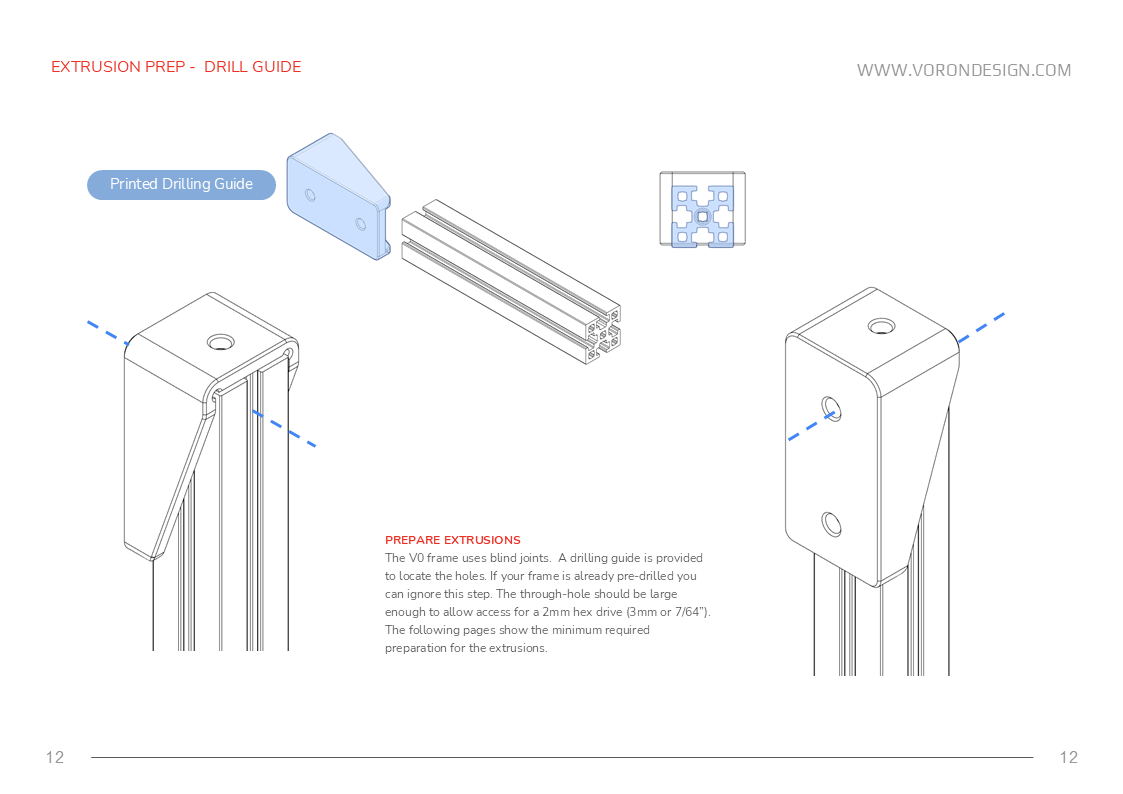 EXTRUSION PREP - DRILL GUIDE
WWW.VORONDESIGN.COM
Printed Drilling Guide
PREPARE EXTRUSIONS
The V0 frame uses blind joints. A drilling guide is provided
to locate the holes. If your frame is already pre-drilled you
can ignore this step. The through-hole should be large
enough to allow access for a 2mm hex drive (3mm or 7/64”).
The following pages show the minimum required
preparation for the extrusions.
12
12